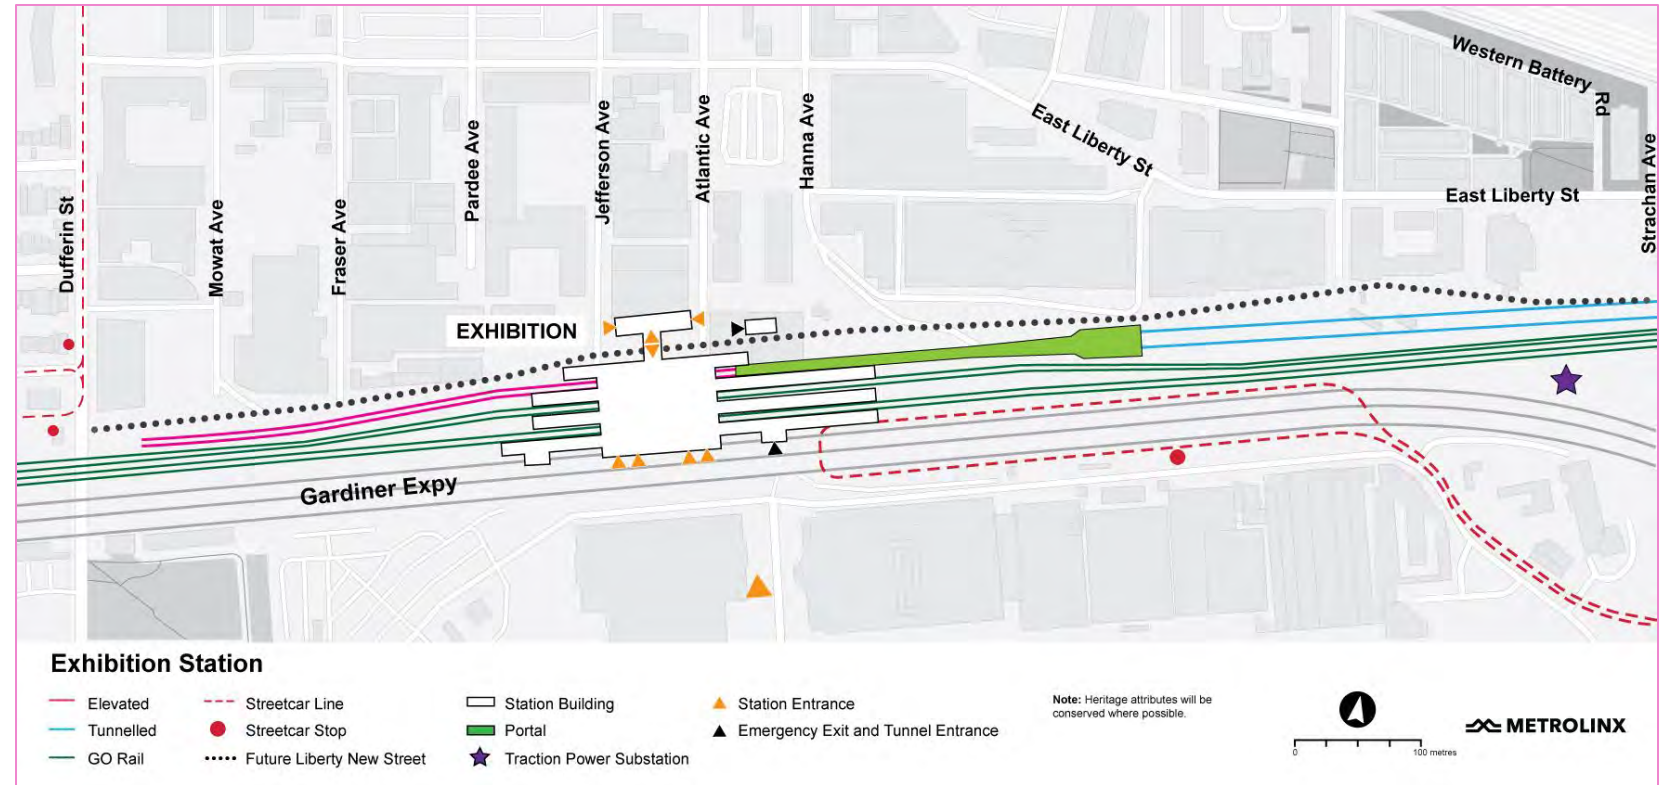 Western Battery
Rd
East Liberty St
East Liberty St
Strachan Ave
Hanna Ave
Atlantic Ave
Jefferson Ave
Pardee Ave
Fraser Ave
Mowat Ave
Dufferin St
EXHIBITION
Gardiner Expy
Exhibition Station
Elevated
Tunnelled
GO Rail
Streetcar Line
Streetcar Stop
Future Liberty New Street
Station Building
Portal
Traction Power Substation
Station Entrance
Emergency Exit and Tunnel Entrance
Note: Heritage attributes will be
conserved where possible.
0 100 metres
METROLINX